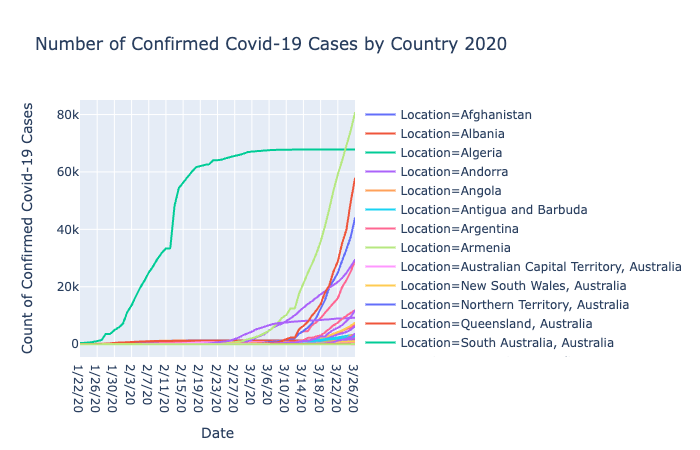 Number of Confirmed Covid-19 Cases by Country 2020
Count of Confirmed Covid-19 Cases
80k
60k
40k
20k
0
1/22/20
1/26/20
1/30/20
2/3/20
2/7/20
2/11/20
2/15/20
2/19/20
2/23/20
2/27/20
3/2/20
3/6/20
3/10/20
3/14/20
3/18/20
3/22/20
3/26/20
Date
Location=Afghanistan
Location=Albania
Location=Algeria
Location=Andorra
Location=Angola
Location=Antigua and Barbuda
Location=Argentina
Location=Armenia
Location=Australian Capital Territory, Australia
Location=New South Wales, Australia
Location=Northern Territory, Australia
Location=Queensland, Australia
Location=South Australia, Australia